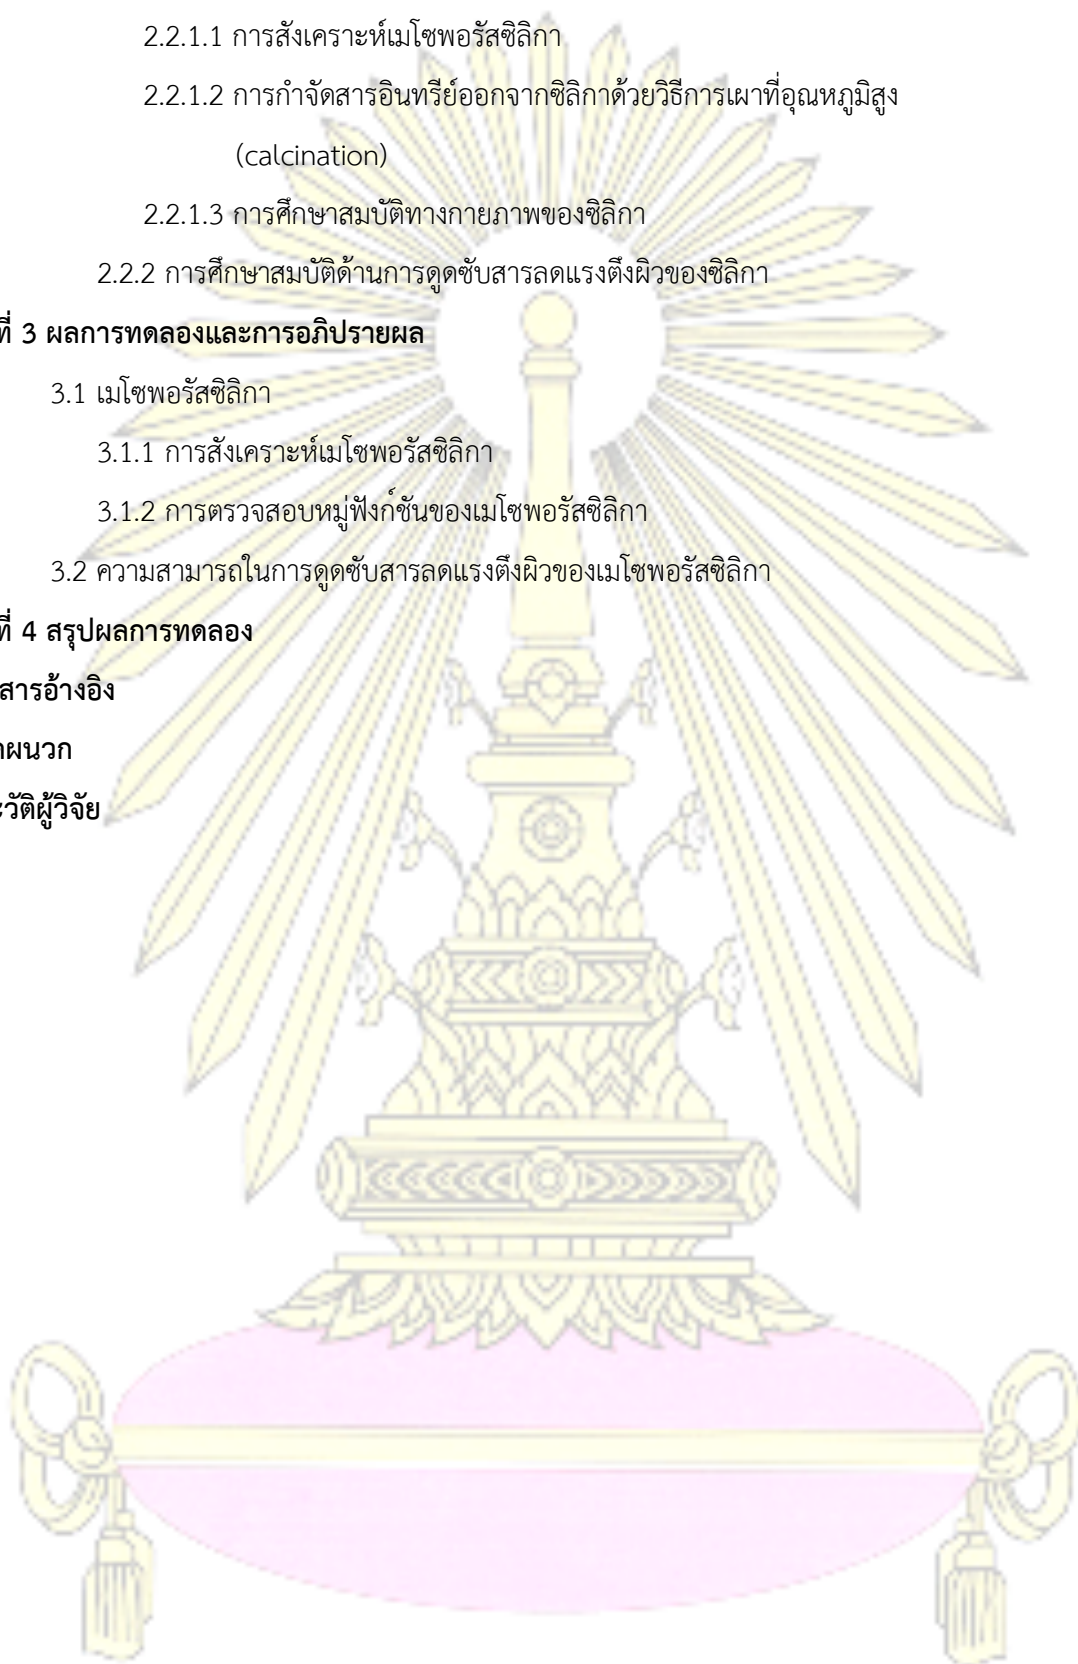 2.2.1.1 การสังเคราะห์เมโซพอรัสซิลิกา
2.2.1.2 การกำจัดสารอินทรีย์ออกจากซิลิกาด้วยวิธีการเผาที่อุณหภูมิสูง
(calcination)
2.2.1.3 การศึกษาสมบัติทางกายภาพของซิลิกา
2.2.2 การศึกษาสมบัติด้านการดูดซับสารลดแรงตึงผิวของซิลิกา
ที่ 3 ผลการทดลองและการอภิปรายผล
3.1 เมโซพอรัสซิลิกา
3.1.1 การสังเคราะห์เมโซพอรัสซิลิกา
3.1.2 การตรวจสอบหมู่ฟังก์ชันของเมโซพอรัสซิลิกา
3.2 ความสามารถในการดูดซับสารลดแรงตึงผิวของเมโซพอรัสซิลิกา
ที่ 4 สรุปผลการทดลอง
สารอ้างอิง
ผนวก
วัติผู้วิจัย